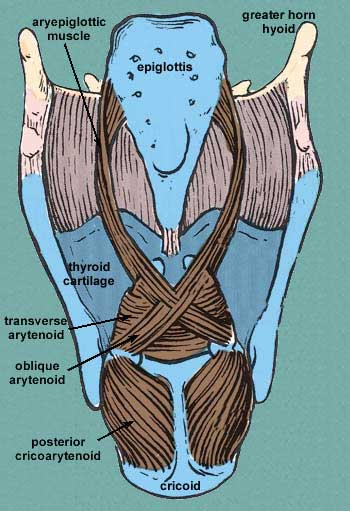 aryepiglottic
muscle
greater horn
hyoid
epiglottis
thyroid
cartilage
transverse
arytenoid
oblique
arytenoid
posterior
cricoarytenoid
cricoid